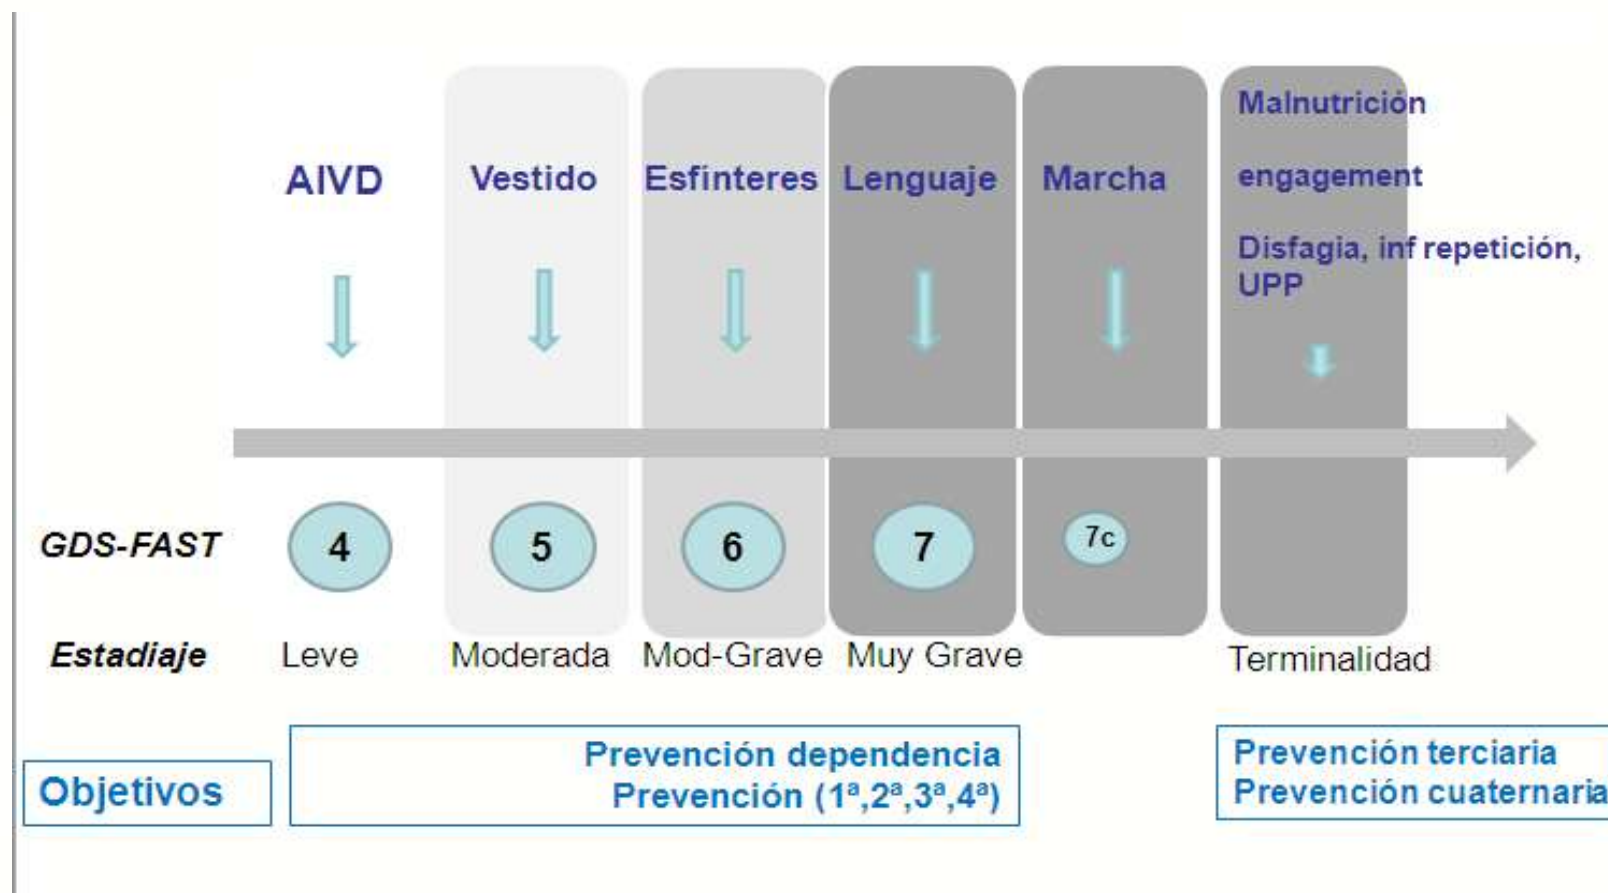 Malnutrición
AIVD
Vestido
Esfínteres
Lenguaje
Marcha
engagement
Disfagia, inf repetición,
UPP
GDS-FAST
4
5
6
7
7c
Estadiaje
Leve
Moderada
Mod-Grave
Muy Grave
Terminalidad
Objetivos
Prevención dependencia
Prevención (1ª,2ª,3ª,4ª)
Prevención terciaria
Prevención cuaternaria